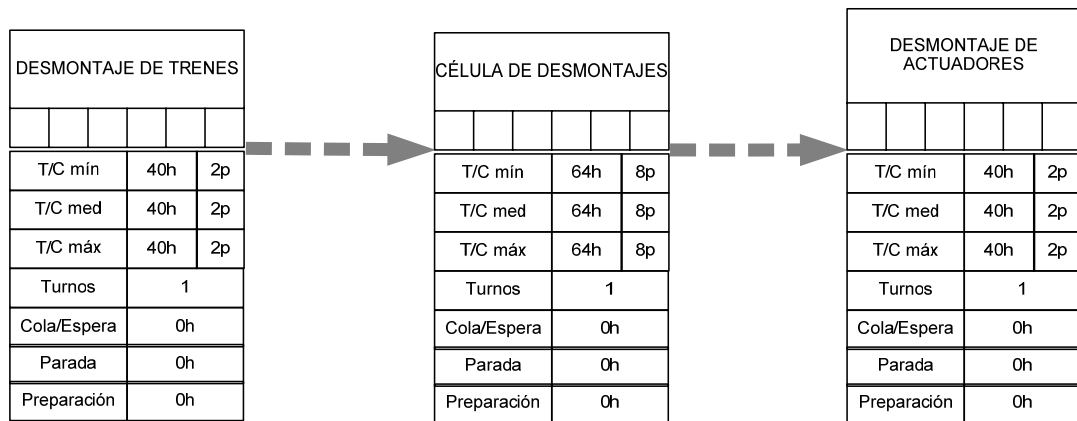 DESMONTAJE DE TRENES
T/C mín 40h 2p
T/C med 40h 2p
T/C máx 40h 2p
Turnos 1
Cola/Espera 0h
Parada 0h
Preparación 0h
CÉLULA DE DESMONTAJES
T/C mín 64h 8p
T/C med 64h 8p
T/C máx 64h 8p
Turnos 1
Cola/Espera 0h
Parada 0h
Preparación 0h
DESMONTAJE DE
ACTUADORES
T/C mín 40h 2p
T/C med 40h 2p
T/C máx 40h 2p
Turnos 1
Cola/Espera 0h
Parada 0h
Preparación 0h